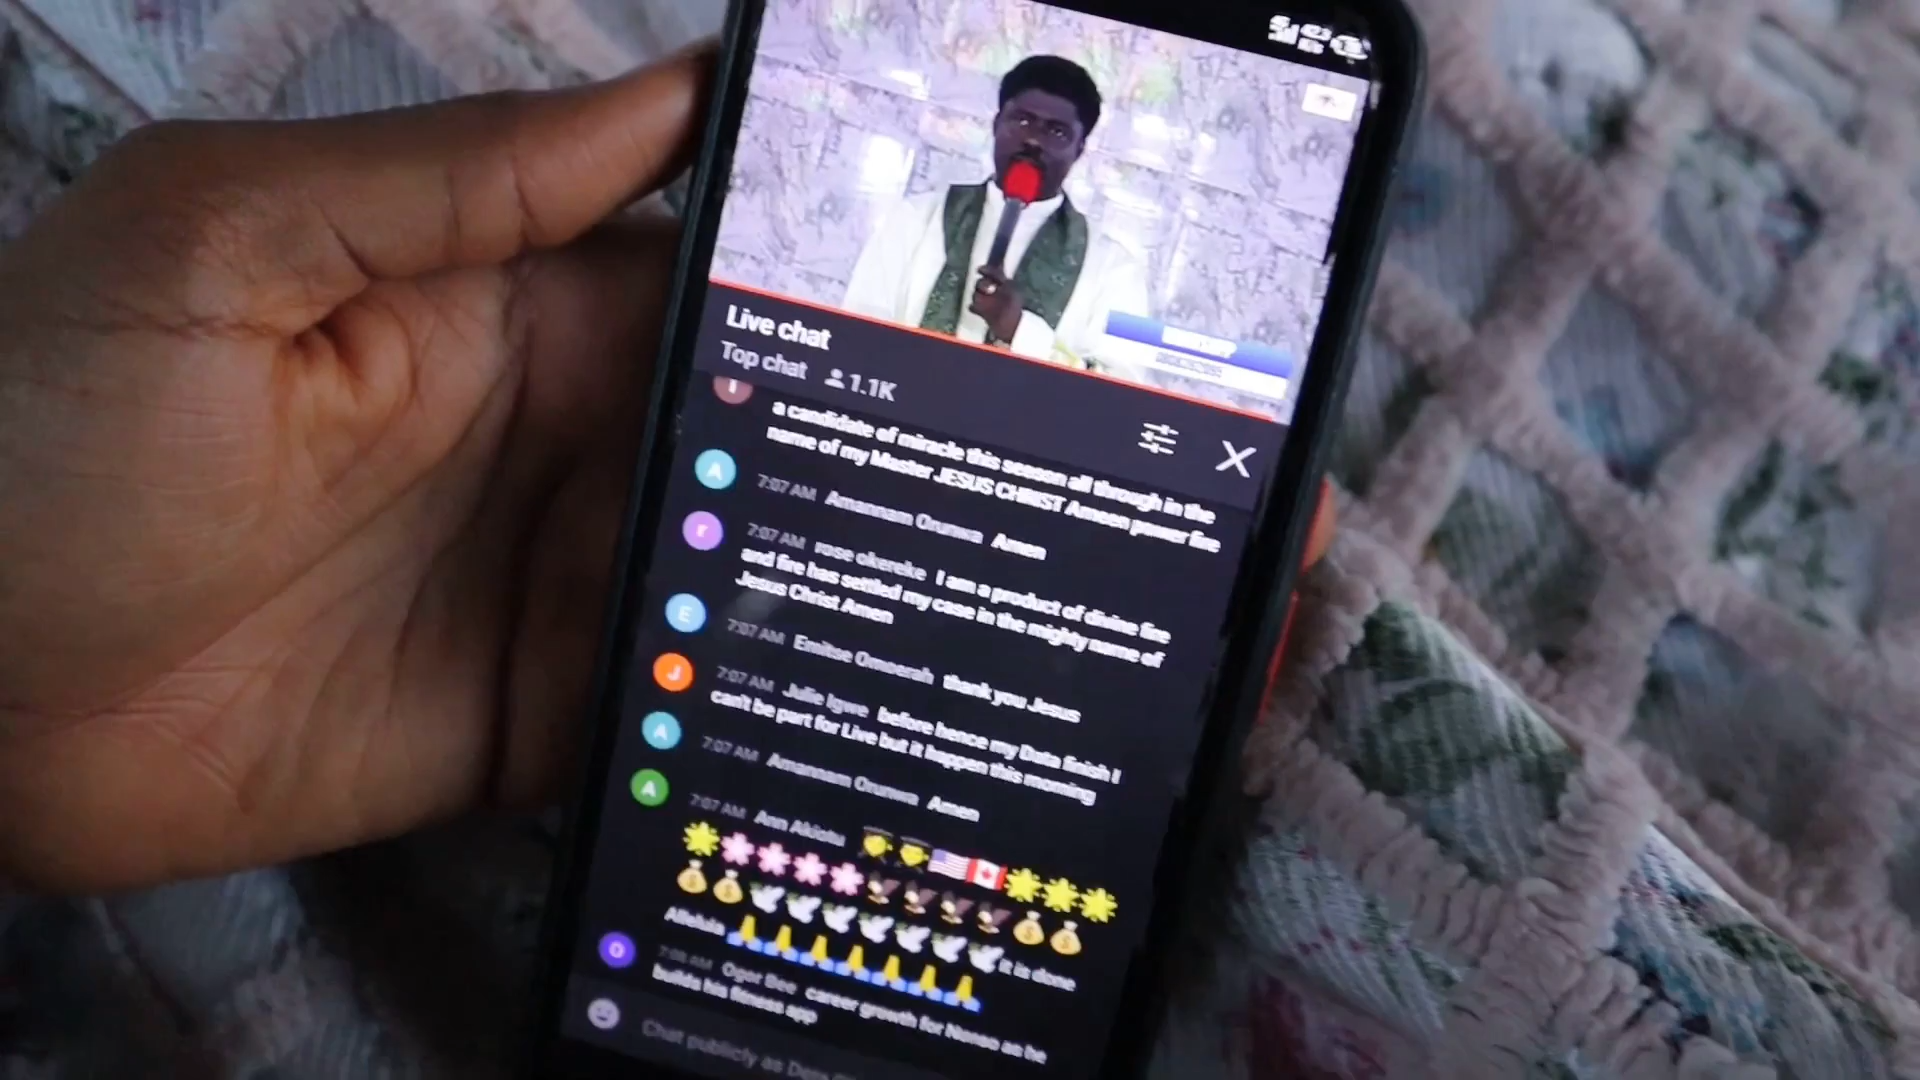 Live chat
Top chat 1.1K
a candidate of miracle this season all through in the
name of my Master JESUS CHRIST Ameen power fire
A 7:07 AM Amannam Orunwa Amen
r 7:07 AM rose okereke I am a product of divine fire
and fire has settled my case in the mighty name of
Jesus Christ Amen
E 7:07 AM Emitse Omoerah thank you Jesus
J 7:07 AM Julie Igwe before hence my Data finish I
can't be part for Live but it happen this morning
A 7:07 AM Amannam Orunwa Amen
A 7:07 AM Ann Akiotu
it is done
Alleluia
O 7:08 AM Ogor Bee career growth for Nonso as he
builds his fitness app
Chat publicly as